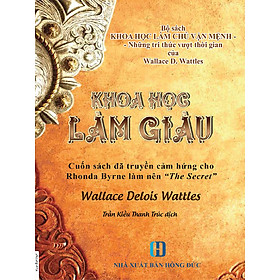 Bộ sách
KHOA HỌC LÀM CHỦ VẬN MỆNH -
- Những tri thức vượt thời gian
của
Wallace D. Wattles
KHOA HỌC
LÀM GIÀU
Cuốn sách đã truyền cảm hứng cho
Rhonda Byrne làm nên “The Secret”
Wallace Delois Wattles
Trần Kiều Thanh Trúc dịch
NHÀ XUẤT BẢN HỒNG ĐỨC